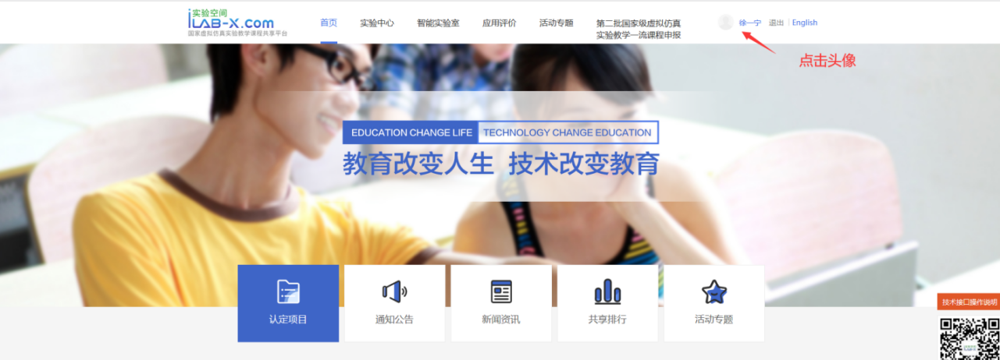 实验空间
iLAB-X.com
国家虚拟仿真实验教学课程共享平台
首页
实验中心
智能实验室
应用评价
活动专题
第二批国家级虚拟仿真
实验教学一流课程申报
徐一宁
退出
English
点击头像
EDUCATION CHANGE LIFE
TECHNOLOGY CHANGE EDUCATION
教育改变人生 技术改变教育
认定项目
通知公告
新闻资讯
共享排行
活动专题
技术接口操作说明